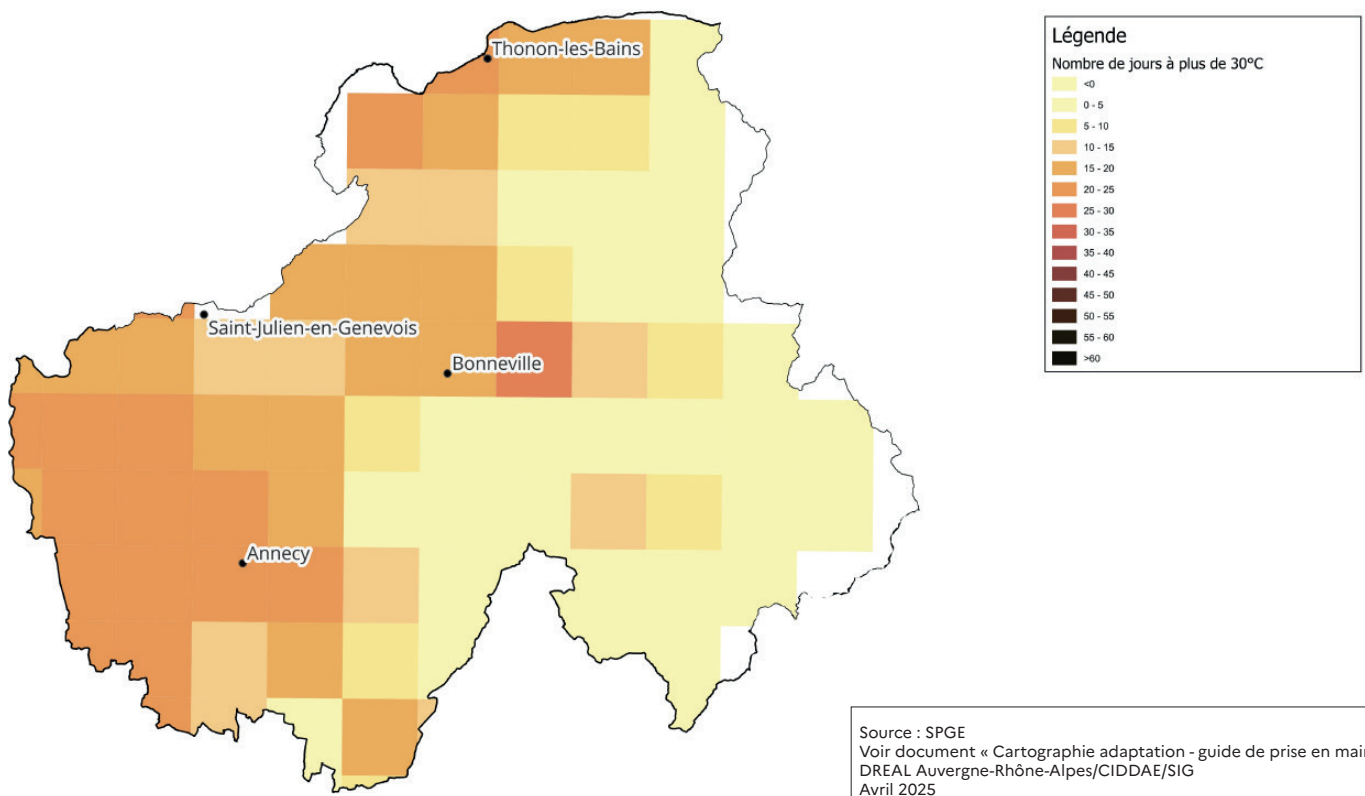 Thonon-les-Bains
Saint-Julien-en-Genevois
Bonneville
Annecy
Légende
Nombre de jours à plus de 30°C
<0
0 - 5
5 - 10
10 - 15
15 - 20
20 - 25
25 - 30
30 - 35
35 - 40
40 - 45
45 - 50
50 - 55
55 - 60
>60
Source : SPGE
Voir document « Cartographie adaptation - guide de prise en main
DREAL Auvergne-Rhône-Alpes/CIDDAE/SIG
Avril 2025